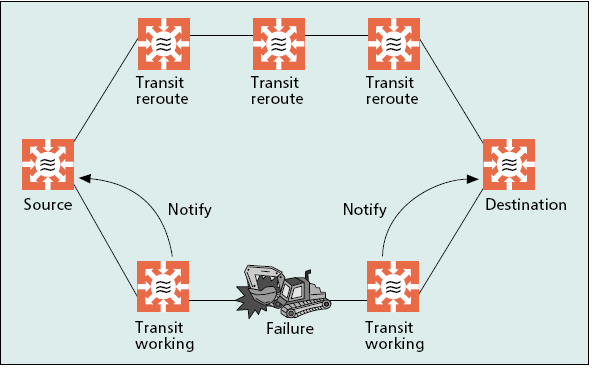 Transit
reroute
Transit
reroute
Transit
reroute
Source
Notify
Notify
Destination
Transit
working
Failure
Transit
working